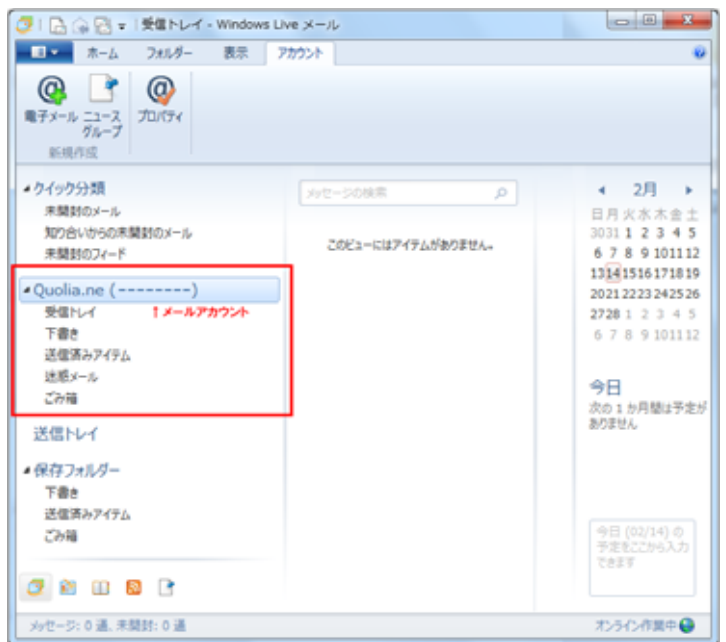 受信トレイ - Windows Live メール
ホーム フォルダー 表示 アカウント
電子メール ニュース グループ プロパティ
新規作成
クイック分類
未開封のメール
知り合いからの未開封のメール
未開封のフィード
Quolia.ne (--------)
受信トレイ ↑メールアカウント
下書き
送信済みアイテム
迷惑メール
ごみ箱
送信トレイ
保存フォルダー
下書き
送信済みアイテム
ごみ箱
メッセージの検索
このビューにはアイテムがありません。
2月
日 月 火 水 木 金 土
30 31 1 2 3 4 5
6 7 8 9 10 11 12
13 14 15 16 17 18 19
20 21 22 23 24 25 26
27 28 1 2 3 4 5
6 7 8 9 10 11 12
今日
次の 1 か月間は予定が
ありません
今日 (02/14) の
予定をここから入力
できます
メッセージ: 0 通、未開封: 0 通
オンライン作業中